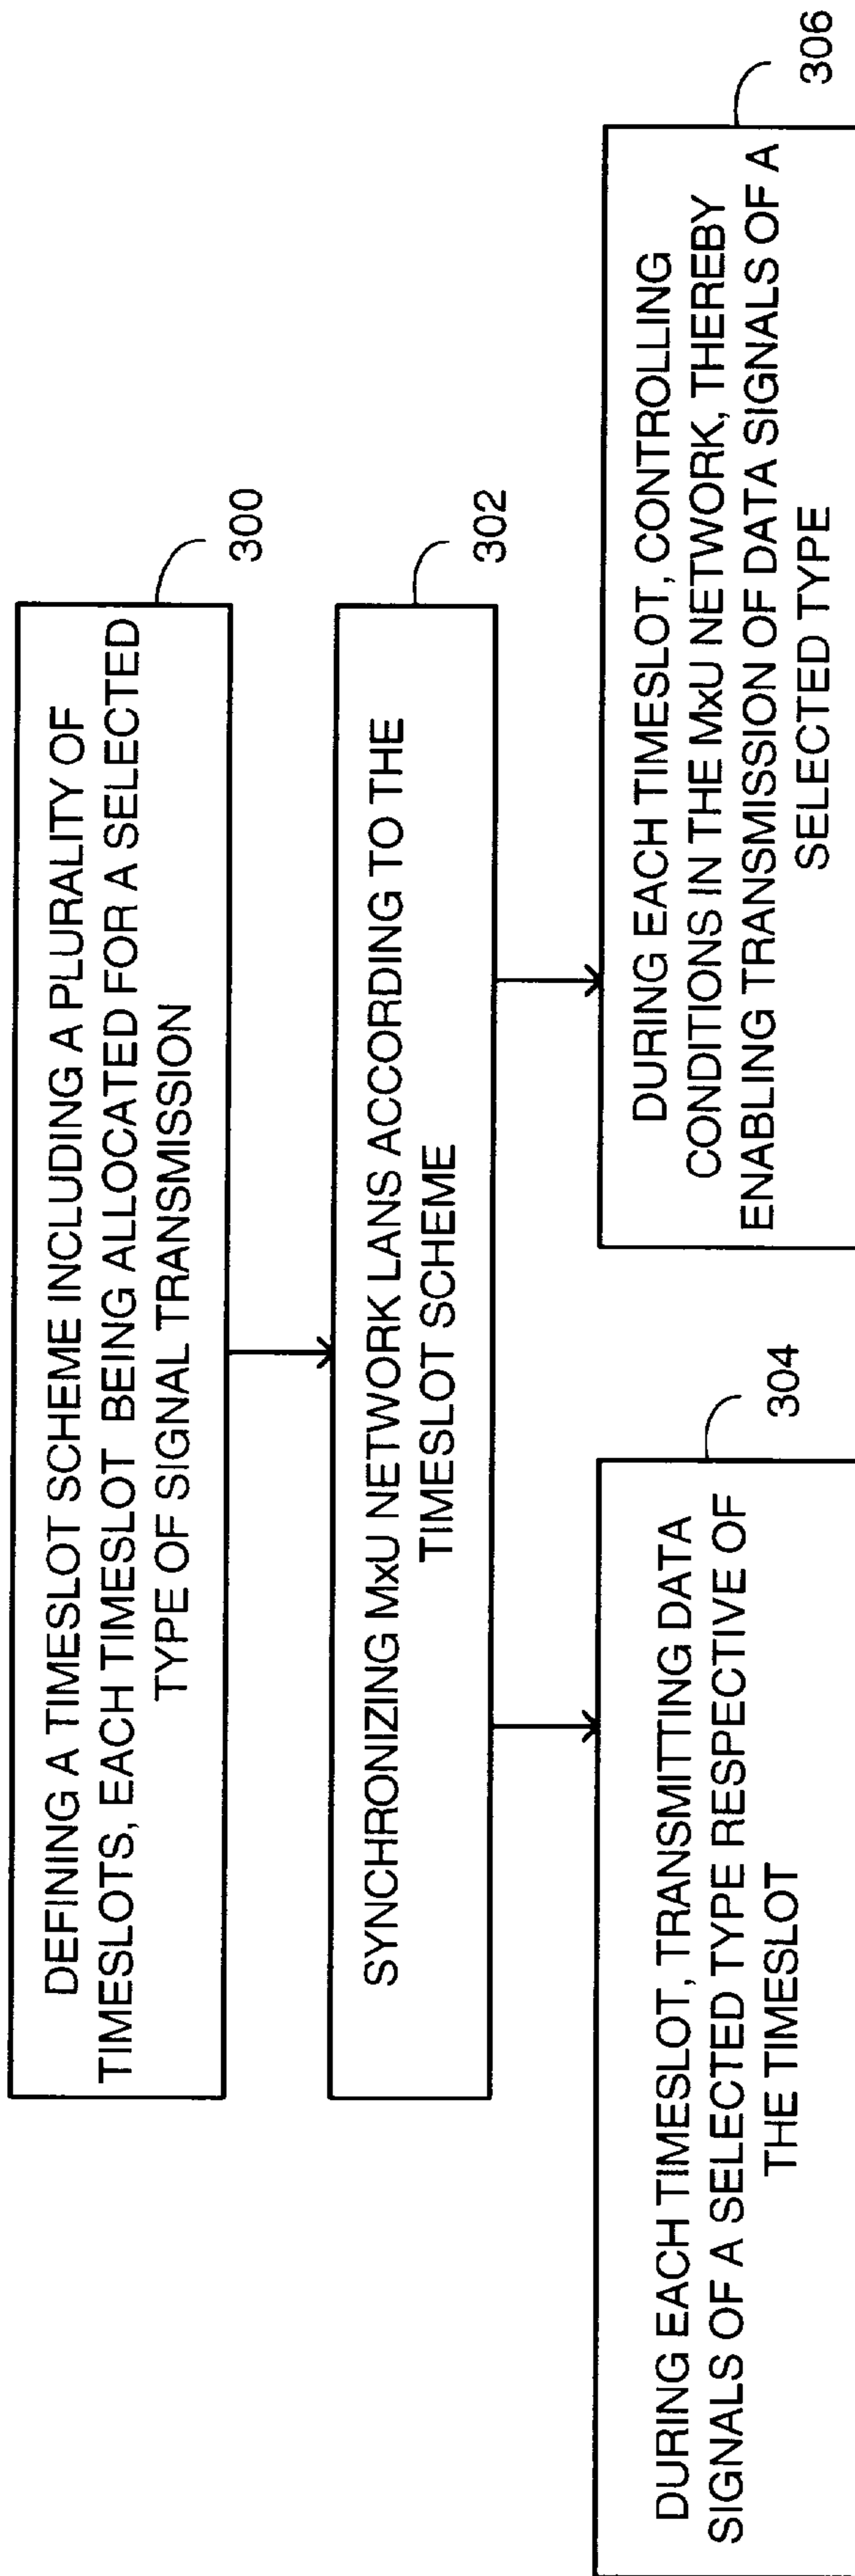 DEFINING A TIMESLOT SCHEME INCLUDING A PLURALITY OF
TIMESLOTS, EACH TIMESLOT BEING ALLOCATED FOR A SELECTED
TYPE OF SIGNAL TRANSMISSION
300
SYNCHRONIZING MxU NETWORK LANS ACCORDING TO THE
TIMESLOT SCHEME
302
DURING EACH TIMESLOT, TRANSMITTING DATA
SIGNALS OF A SELECTED TYPE RESPECTIVE OF
THE TIMESLOT
304
DURING EACH TIMESLOT, CONTROLLING
CONDITIONS IN THE MxU NETWORK, THEREBY
ENABLING TRANSMISSION OF DATA SIGNALS OF A
SELECTED TYPE
306